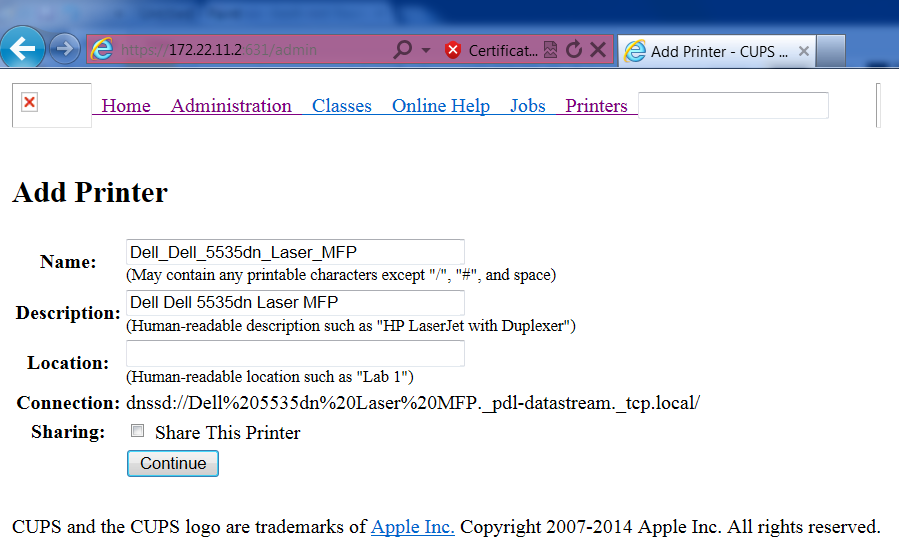 https://172.22.11.2:631/admin Certificat... Add Printer - CUPS ...
Home Administration Classes Online Help Jobs Printers
Add Printer
Name: Dell_Dell_5535dn_Laser_MFP
(May contain any printable characters except "/", "#", and space)
Description: Dell Dell 5535dn Laser MFP
(Human-readable description such as "HP LaserJet with Duplexer")
Location:
(Human-readable location such as "Lab 1")
Connection: dnssd://Dell%205535dn%20Laser%20MFP._pdl-datastream._tcp.local/
Sharing: Share This Printer
Continue
CUPS and the CUPS logo are trademarks of Apple Inc. Copyright 2007-2014 Apple Inc. All rights reserved.